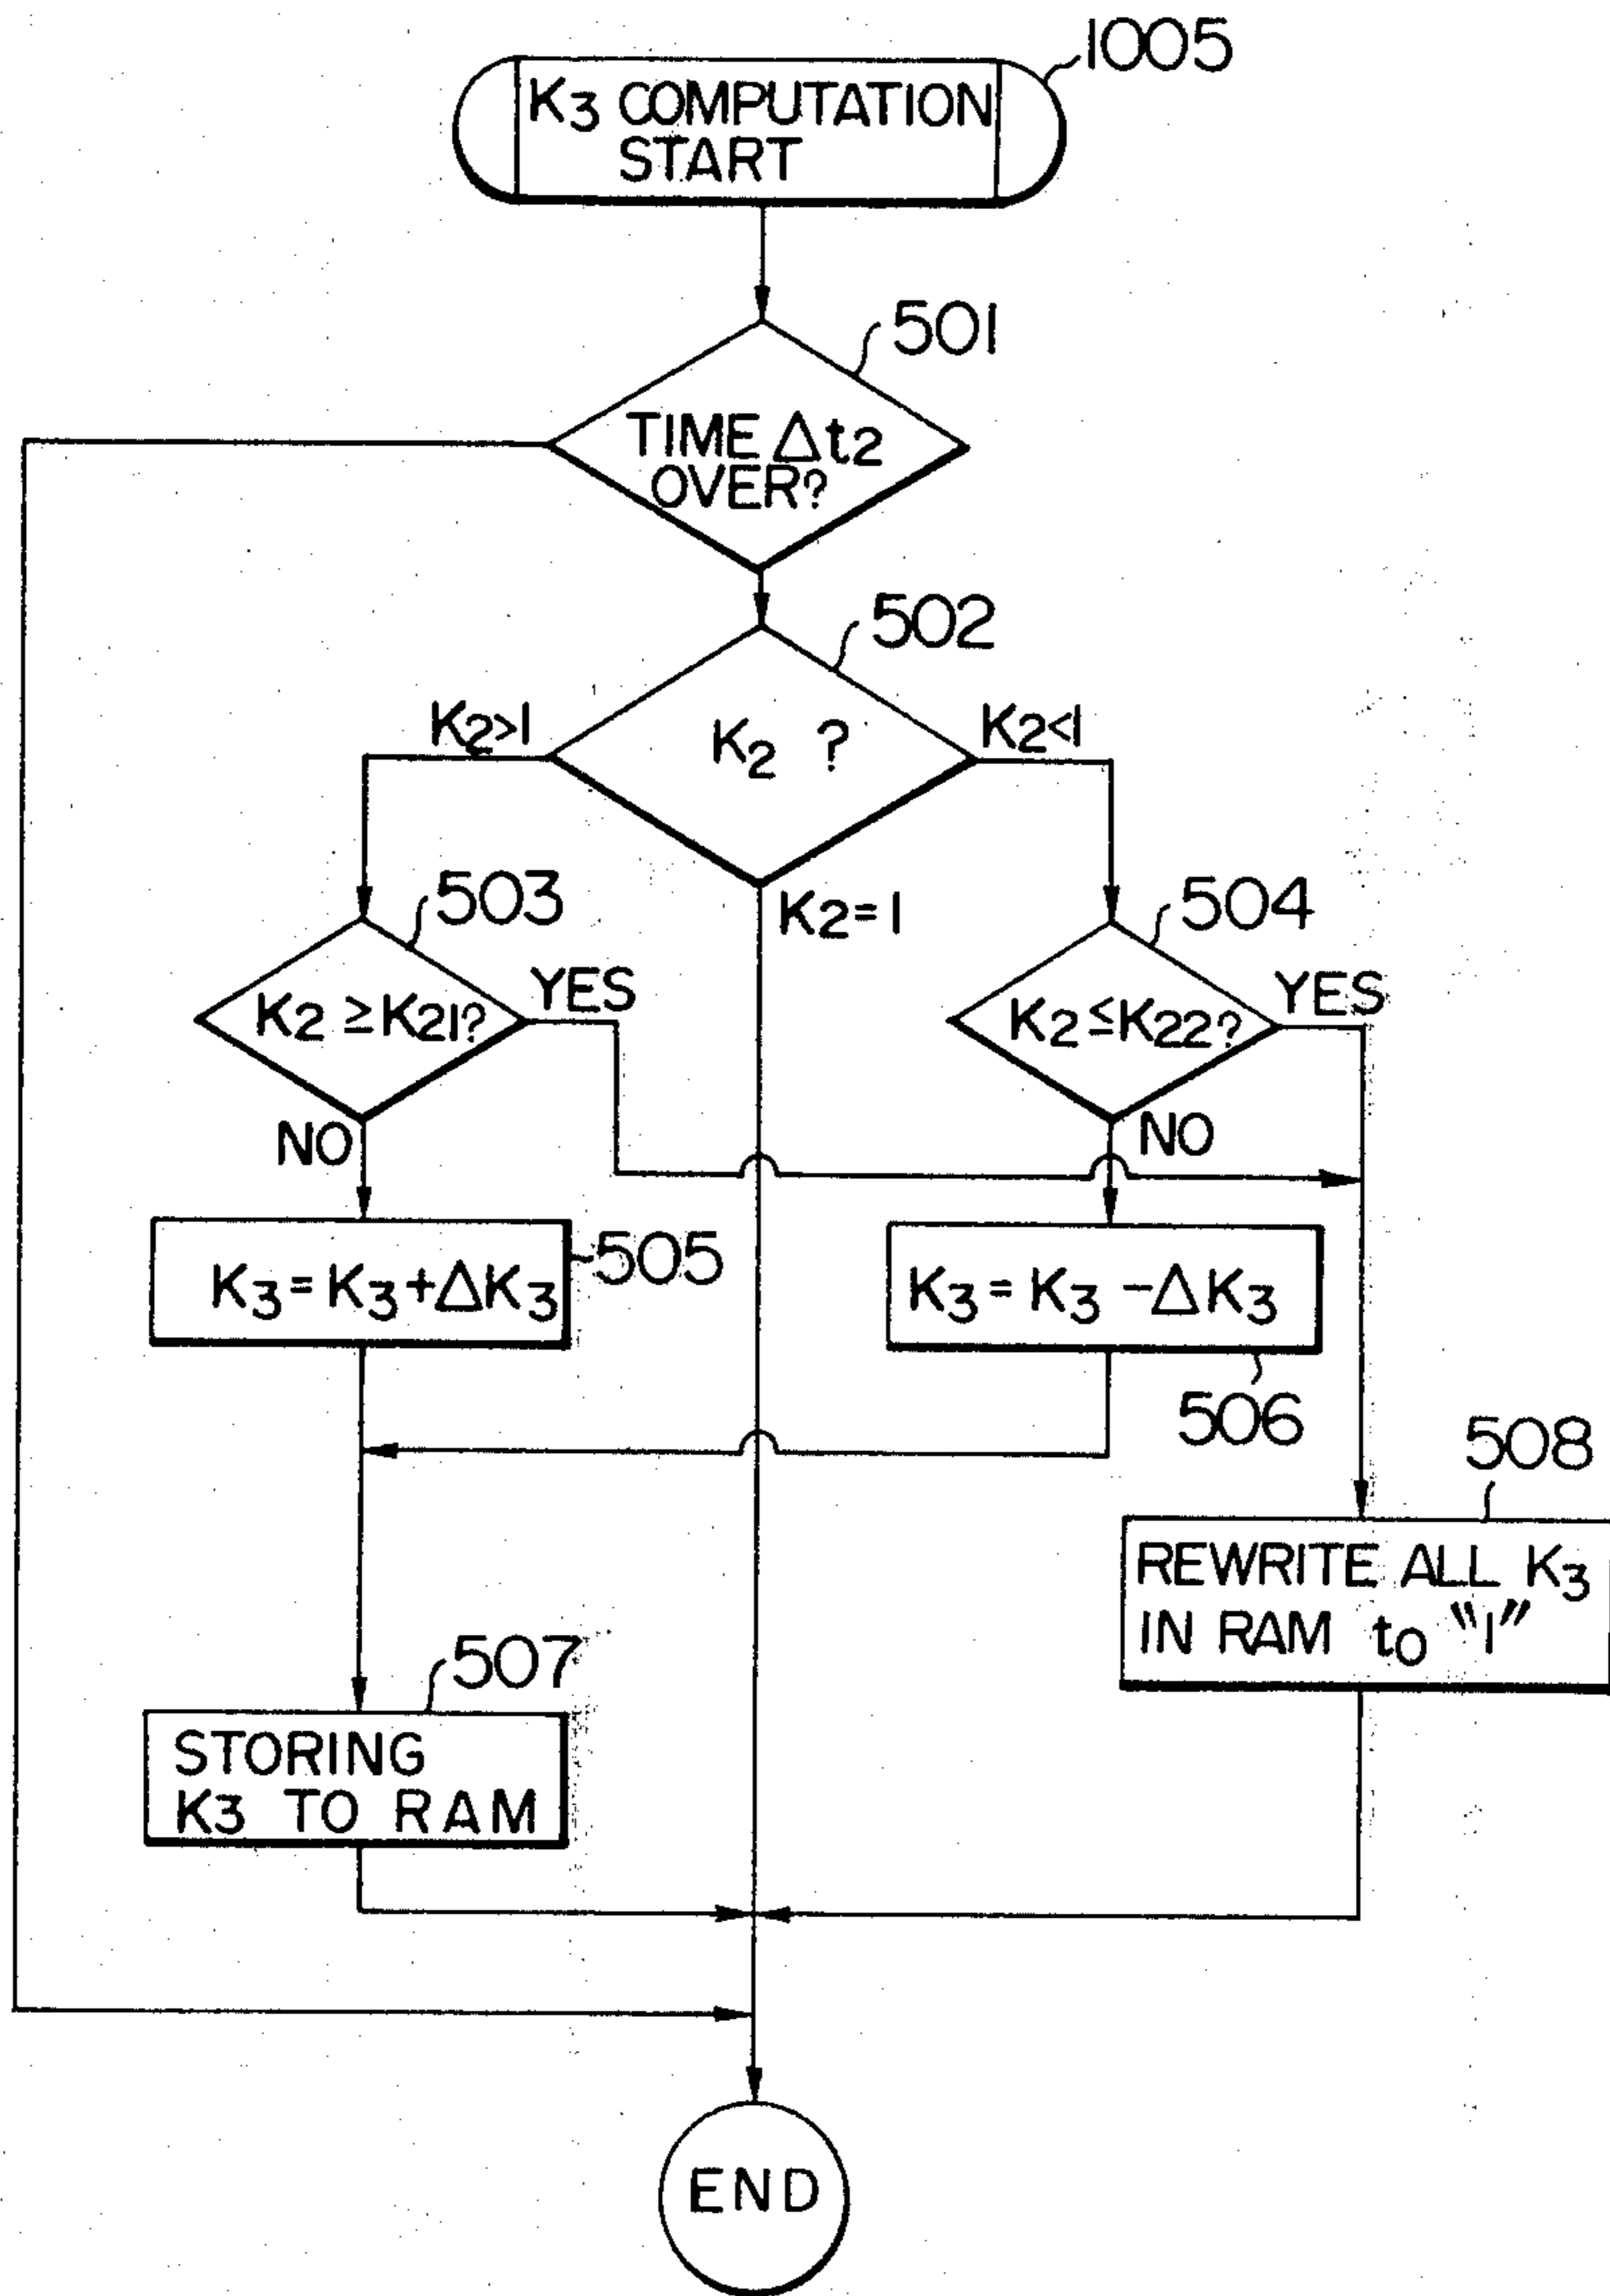 1005
K3 COMPUTATION
START
501
TIME Δt2
OVER?
502
K2>1
K2 ?
K2<1
K2=1
503
504
K2≥K21?
YES
K2≤K22?
YES
NO
NO
K3=K3+ΔK3
505
K3=K3-ΔK3
506
508
REWRITE ALL K3
IN RAM to "1"
507
STORING
K3 TO RAM
END